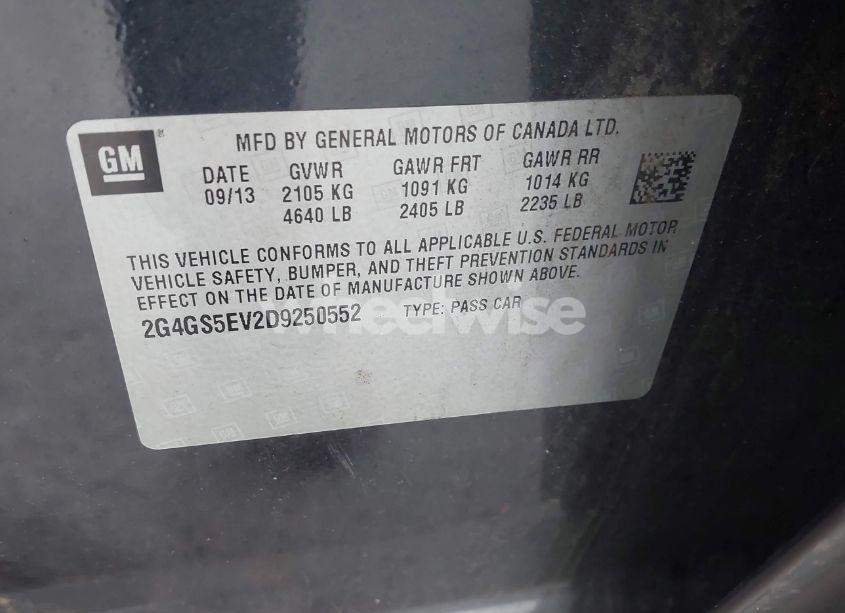 GM
MFD BY GENERAL MOTORS OF CANADA LTD.
DATE GVWR GAWR FRT GAWR RR
09/13 2105 KG 1091 KG 1014 KG
4640 LB 2405 LB 2235 LB
THIS VEHICLE CONFORMS TO ALL APPLICABLE U.S. FEDERAL MOTOR
VEHICLE SAFETY, BUMPER, AND THEFT PREVENTION STANDARDS IN
EFFECT ON THE DATE OF MANUFACTURE SHOWN ABOVE.
2G4GS5EV2D9250552 TYPE: PASS CAR
wheelwise